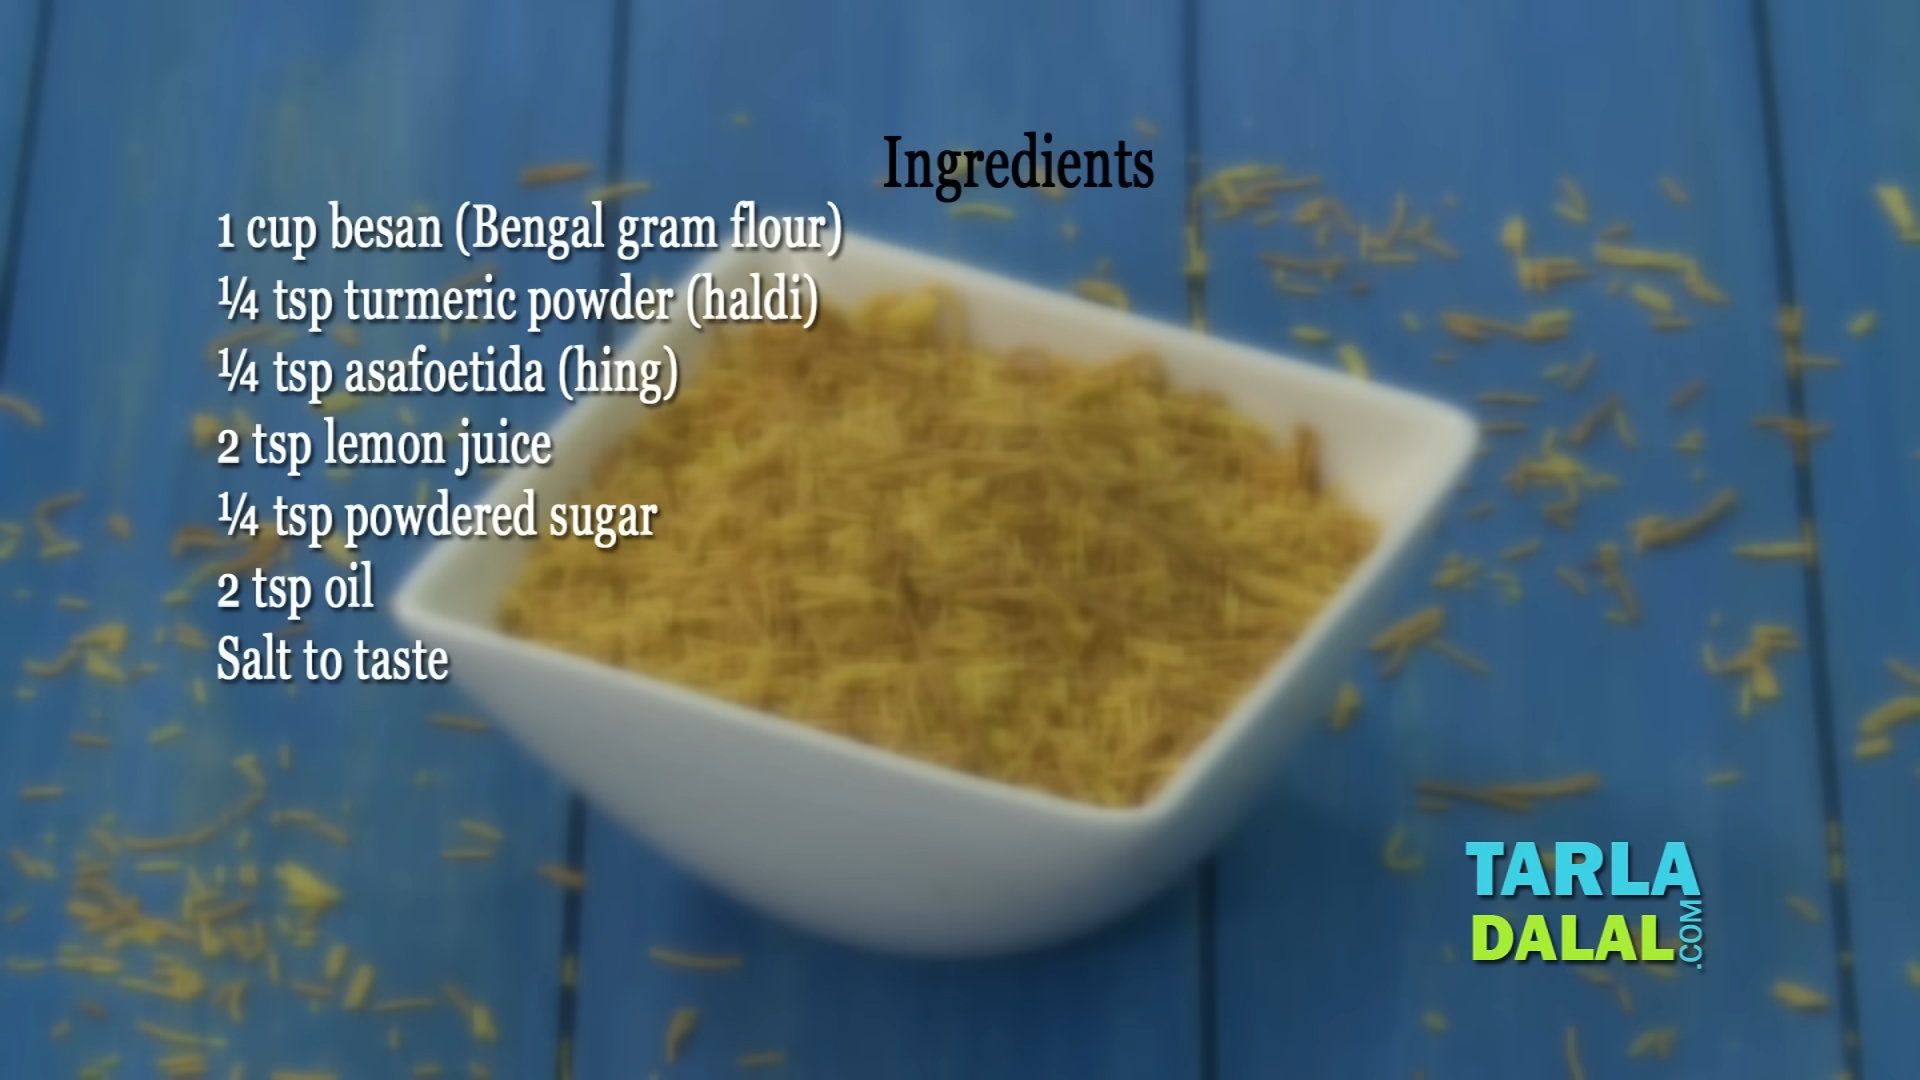 Ingredients
1 cup besan (Bengal gram flour)
¼ tsp turmeric powder (haldi)
¼ tsp asafoetida (hing)
2 tsp lemon juice
¼ tsp powdered sugar
2 tsp oil
Salt to taste
TARLA
DALAL
.COM